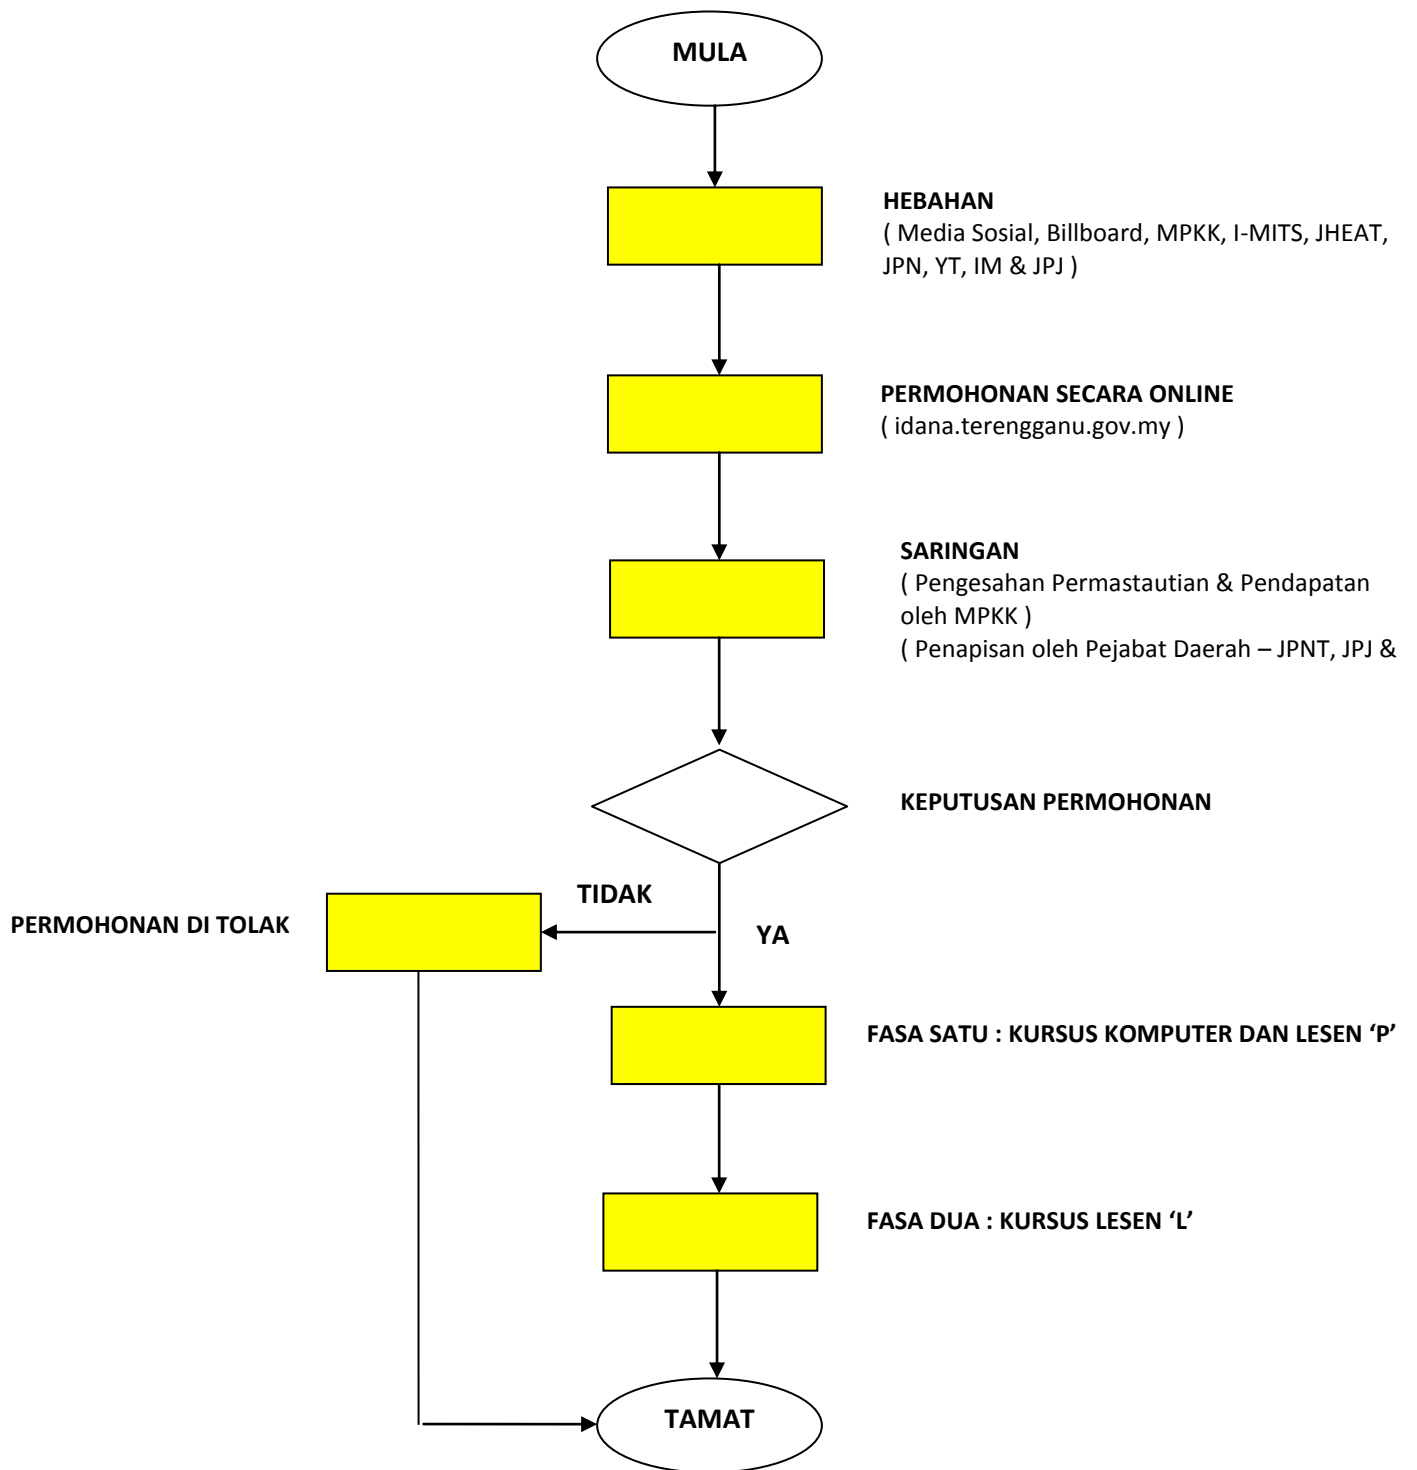 MULA
HEBAHAN
( Media Sosial, Billboard, MPKK, I-MITS, JHEAT,
JPN, YT, IM & JPJ )
PERMOHONAN SECARA ONLINE
( idana.terengganu.gov.my )
SARINGAN
( Pengesahan Permastautian & Pendapatan
oleh MPKK )
( Penapisan oleh Pejabat Daerah – JPNT, JPJ &
KEPUTUSAN PERMOHONAN
TIDAK
PERMOHONAN DI TOLAK
YA
FASA SATU : KURSUS KOMPUTER DAN LESEN ‘P’
FASA DUA : KURSUS LESEN ‘L’
TAMAT